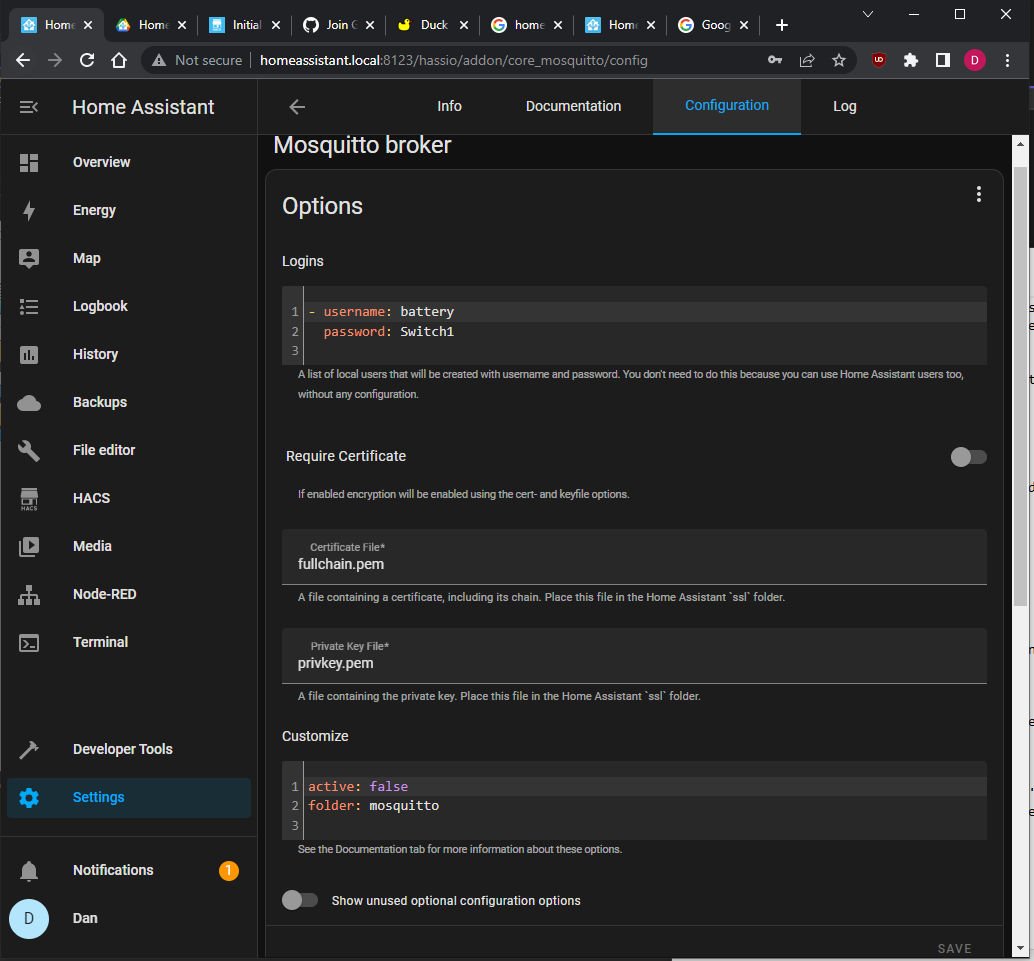 Home
Home
Initial
Join
Duck
home
Home
Goog
Not secure
homeassistant.local:8123/hassio/addon/core_mosquitto/config
UO
D
Home Assistant
Info
Documentation
Configuration
Log
Overview
Energy
Map
Logbook
History
Backups
File editor
HACS
HACS
Media
Node-RED
Terminal
Developer Tools
Settings
Notifications
1
D
Dan
Mosquitto broker
Options
Logins
1 - username: battery
2 password: Switch1
3
A list of local users that will be created with username and password. You don't need to do this because you can use Home Assistant users too,
without any configuration.
Require Certificate
If enabled encryption will be enabled using the cert- and keyfile options.
Certificate File*
fullchain.pem
A file containing a certificate, including its chain. Place this file in the Home Assistant `ssl` folder.
Private Key File*
privkey.pem
A file containing the private key. Place this file in the Home Assistant `ssl` folder.
Customize
1 active: false
2 folder: mosquitto
3
See the Documentation tab for more information about these options.
Show unused optional configuration options
SAVE